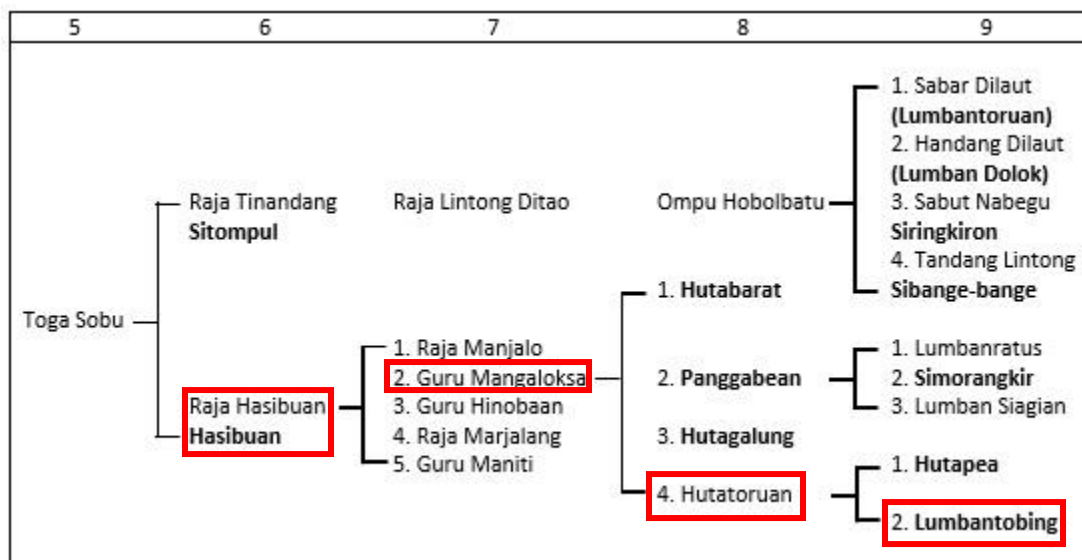 5 6 7 8 9
1. Sabar Dilaut
(Lumbantoruan)
2. Handang Dilaut
(Lumban Dolok)
Raja Tinandang Raja Lintong Ditao Ompu Hobolbatu 3. Sabut Nabegu
Sitompul Siringkiron
4. Tandang Lintong
1. Hutabarat Sibange-bange
Toga Sobu
1. Raja Manjalo 1. Lumbanratus
2. Guru Mangaloksa 2. Panggabean 2. Simorangkir
Raja Hasibuan 3. Guru Hinobaan 3. Lumban Siagian
Hasibuan 4. Raja Marjalang 3. Hutagalung
5. Guru Maniti 1. Hutapea
4. Hutatoruan
2. Lumbantobing